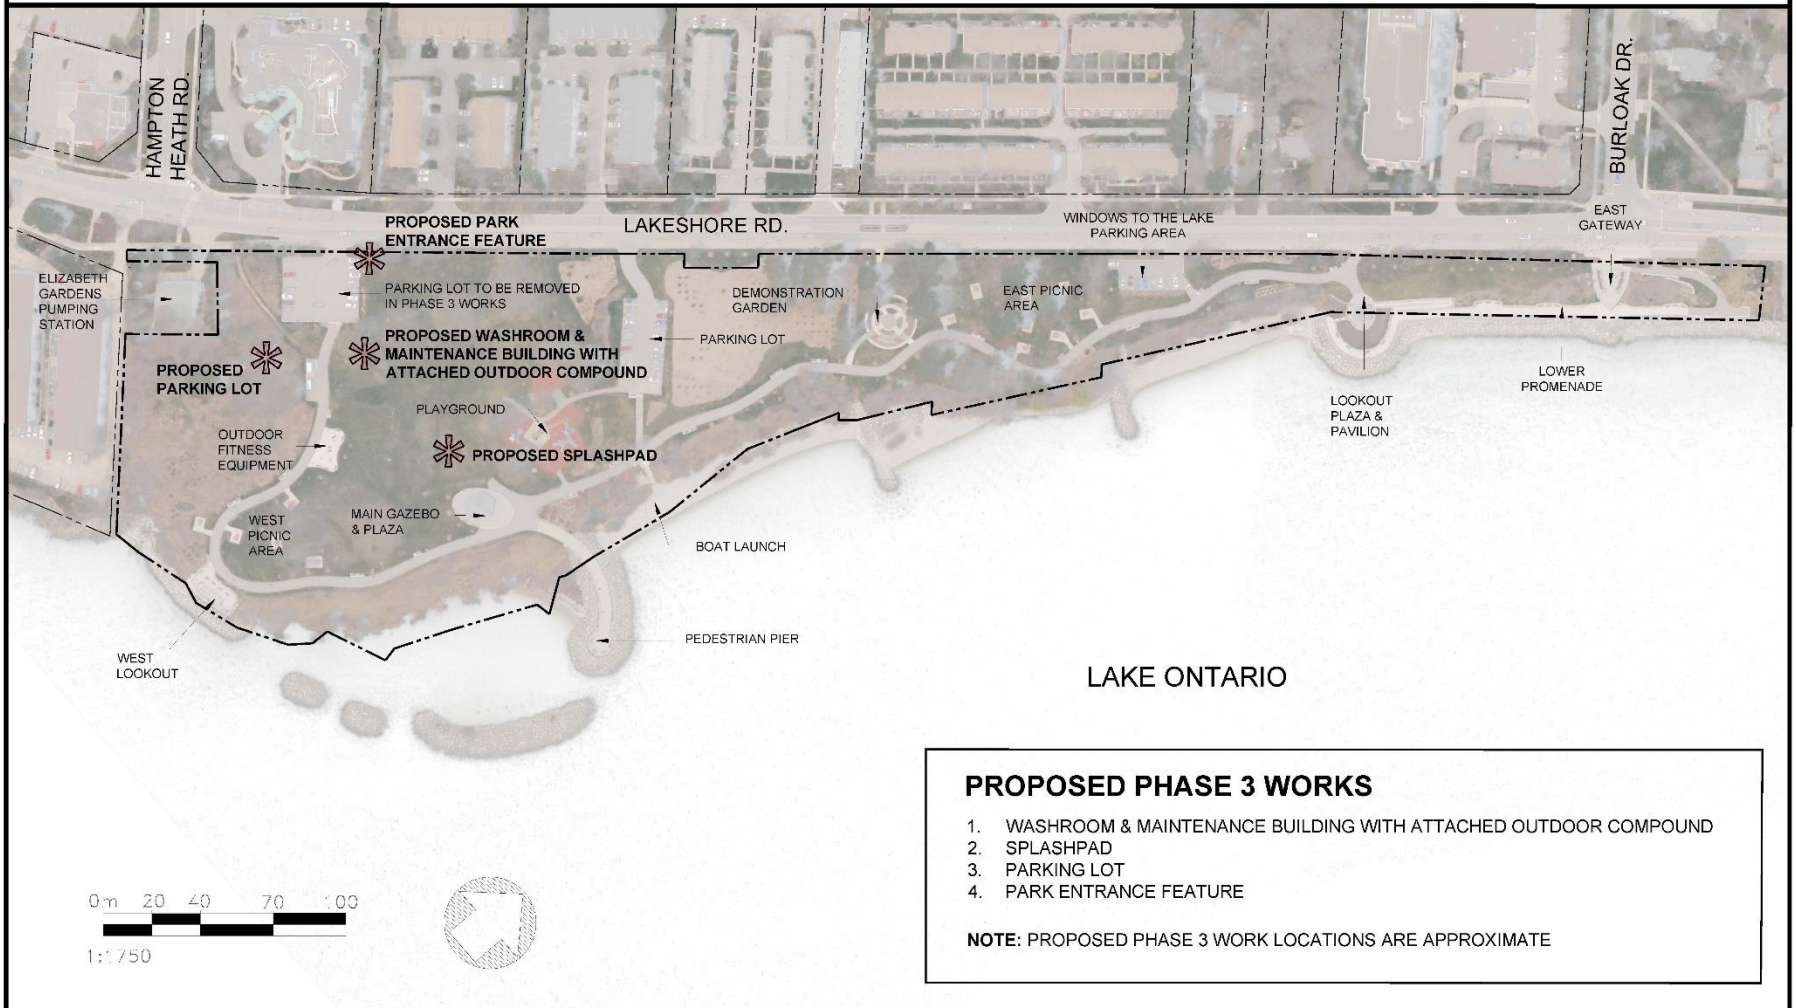 HAMPTON
HEATH RD.
BURLOAK DR.
LAKESHORE RD.
PROPOSED PARK
ENTRANCE FEATURE
WINDOWS TO THE LAKE
PARKING AREA
EAST
GATEWAY
ELIZABETH
GARDENS
PUMPING
STATION
PARKING LOT TO BE REMOVED
IN PHASE 3 WORKS
DEMONSTRATION
GARDEN
EAST PICNIC
AREA
PROPOSED WASHROOM &
MAINTENANCE BUILDING WITH
ATTACHED OUTDOOR COMPOUND
PARKING LOT
PROPOSED
PARKING LOT
LOWER
PROMENADE
LOOKOUT
PLAZA &
PAVILION
PLAYGROUND
OUTDOOR
FITNESS
EQUIPMENT
PROPOSED SPLASHPAD
WEST
PICNIC
AREA
MAIN GAZEBO
& PLAZA
BOAT LAUNCH
PEDESTRIAN PIER
WEST
LOOKOUT
LAKE ONTARIO
PROPOSED PHASE 3 WORKS
1. WASHROOM & MAINTENANCE BUILDING WITH ATTACHED OUTDOOR COMPOUND
2. SPLASHPAD
3. PARKING LOT
4. PARK ENTRANCE FEATURE
NOTE: PROPOSED PHASE 3 WORK LOCATIONS ARE APPROXIMATE
0m 20 40 70 100
1:1750